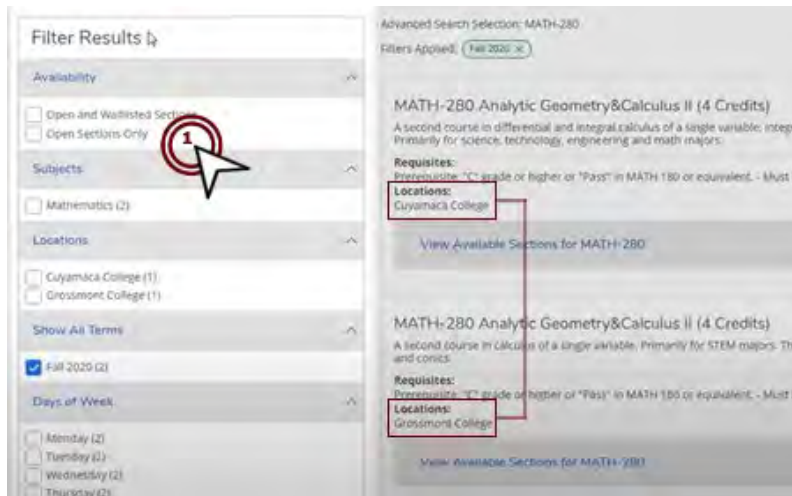 Filter Results
Availability
Open and Waitlisted Sections
Open Sections Only
1
Subjects
Mathematics (2)
Locations
Cuyamaca College (1)
Grossmont College (1)
Show All Terms
Fall 2020 (2)
Days of Week
Monday (2)
Tuesday (2)
Wednesday (2)
Thursday (2)
Advanced Search Selection: MATH-280
Filters Applied: Fall 2020 x
MATH-280 Analytic Geometry&Calculus II (4 Credits)
A second course in differential and integral calculus of a single variable: integ
Primarily for science, technology, engineering and math majors.
Requisites:
Prerequisite: "C" grade or higher or "Pass" in MATH 180 or equivalent. - Must
Locations:
Cuyamaca College
View Available Sections for MATH-280
MATH-280 Analytic Geometry&Calculus II (4 Credits)
A second course in calculus of a single variable. Primarily for STEM majors. Th
and conics.
Requisites:
Prerequisite: "C" grade or higher or "Pass" in MATH 180 or equivalent. - Must
Locations:
Grossmont College
View Available Sections for MATH-280